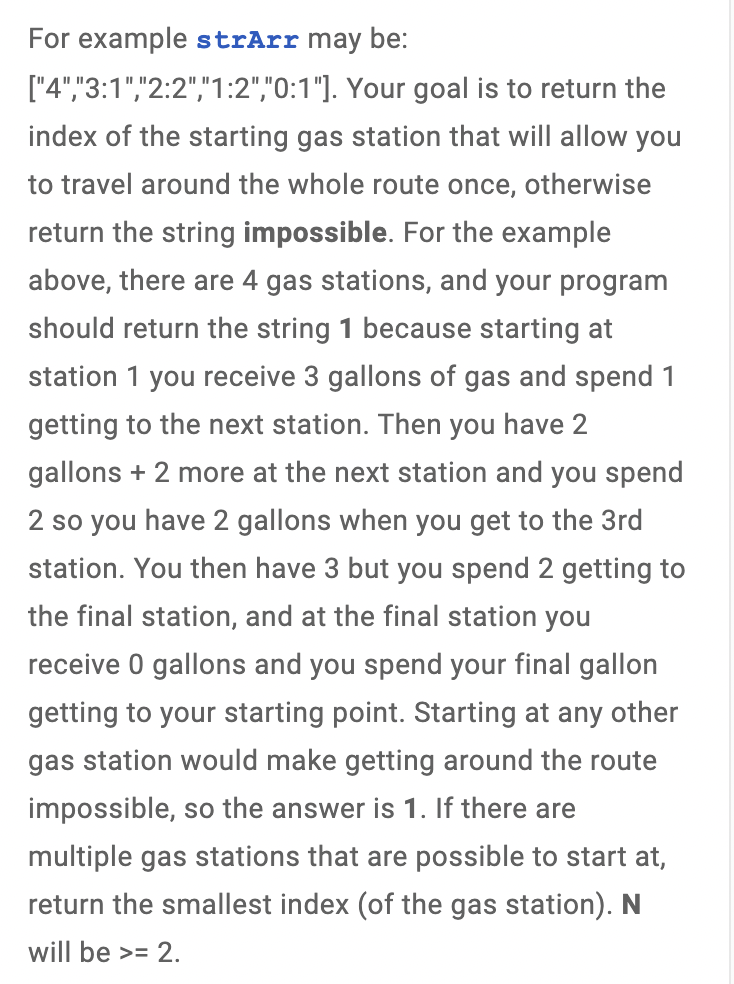 For example strArr may be:
["4","3:1","2:2","1:2","0:1"]. Your goal is to return the
index of the starting gas station that will allow you
to travel around the whole route once, otherwise
return the string impossible. For the example
above, there are 4 gas stations, and your program
should return the string 1 because starting at
station 1 you receive 3 gallons of gas and spend 1
getting to the next station. Then you have 2
gallons + 2 more at the next station and you spend
2 so you have 2 gallons when you get to the 3rd
station. You then have 3 but you spend 2 getting to
the final station, and at the final station you
receive 0 gallons and you spend your final gallon
getting to your starting point. Starting at any other
gas station would make getting around the route
impossible, so the answer is 1. If there are
multiple gas stations that are possible to start at,
return the smallest index (of the gas station). N
will be >= 2.